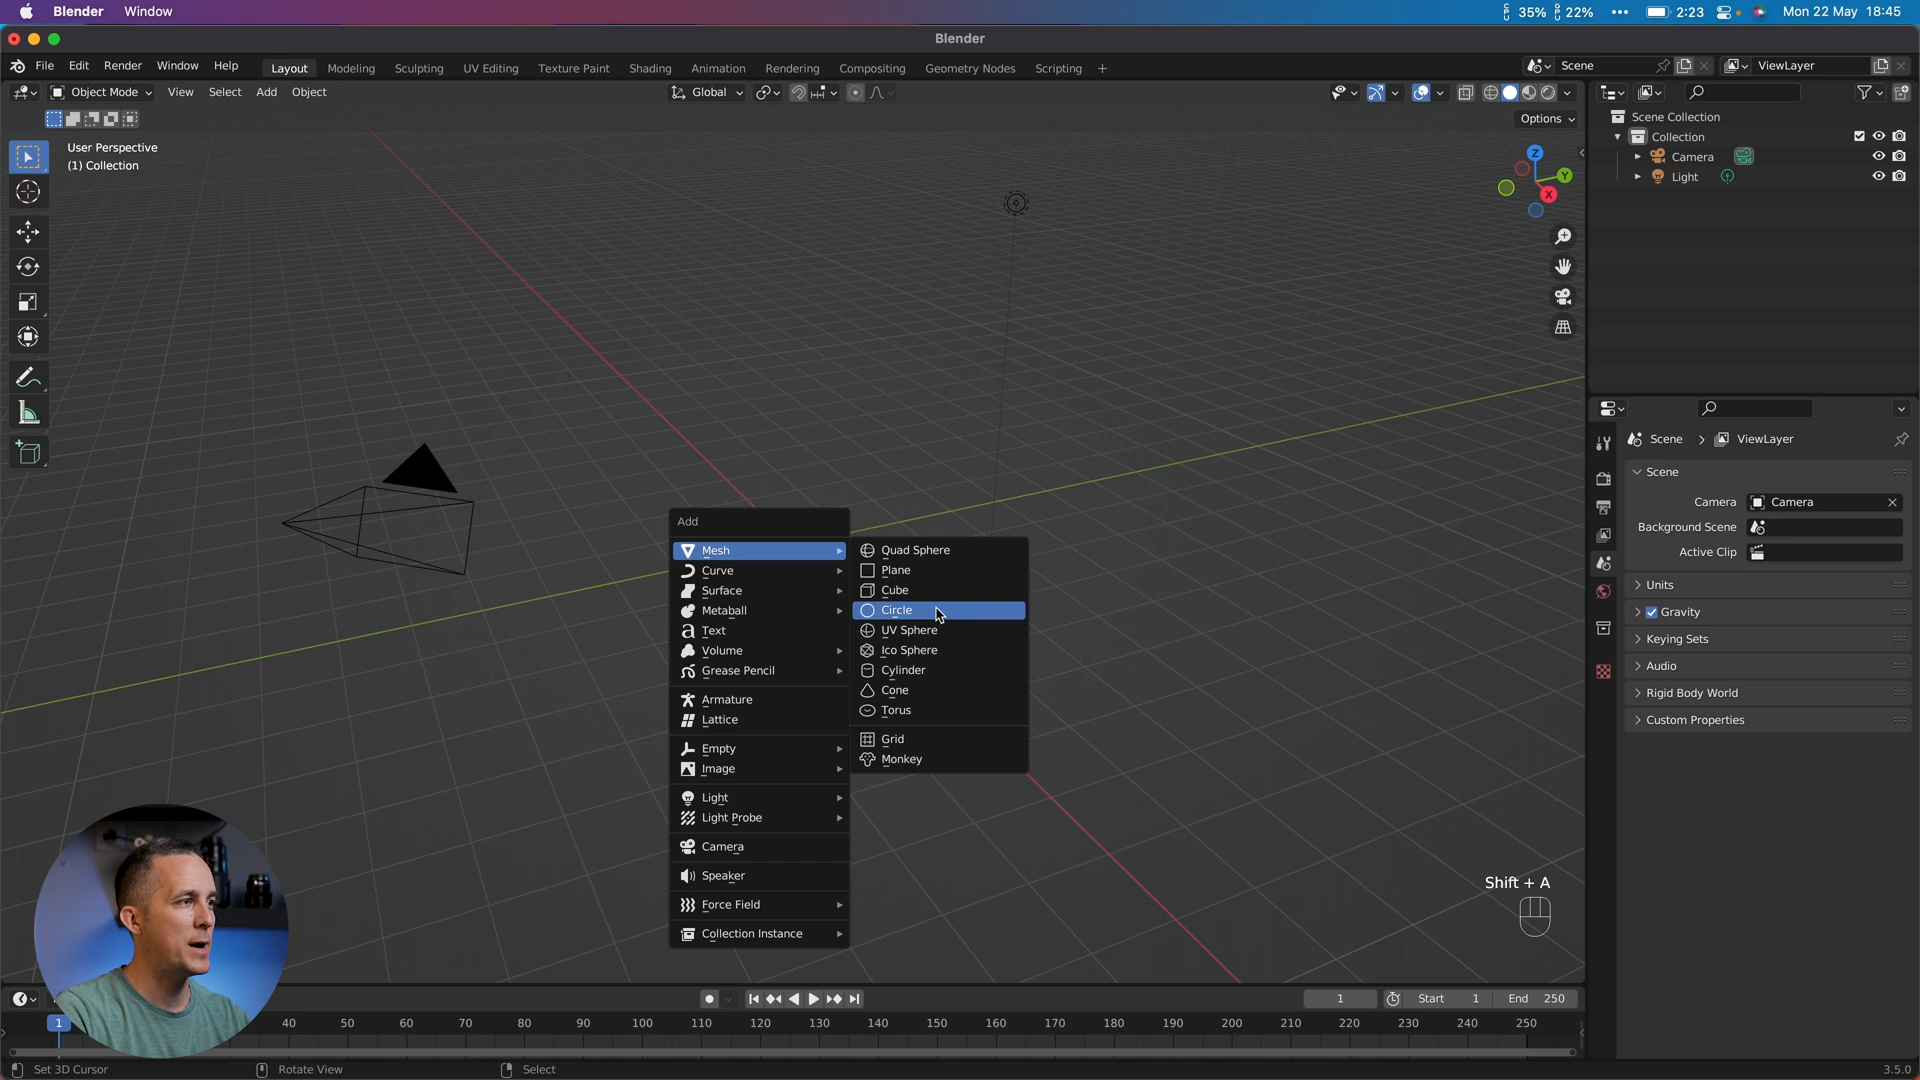 Blender Window 35% 22% 2:23 Mon 22 May 18:45
Blender
File Edit Render Window Help Layout Modeling Sculpting UV Editing Texture Paint Shading Animation Rendering Compositing Geometry Nodes Scripting + Scene ViewLayer
Object Mode View Select Add Object Global
Options
User Perspective
(1) Collection
Z
Y
X
Scene Collection
Collection
Camera
Light
Scene > ViewLayer
Scene
Camera Camera
Background Scene
Active Clip
Units
Gravity
Keying Sets
Audio
Rigid Body World
Custom Properties
Add
Mesh
Curve
Surface
Metaball
Text
Volume
Grease Pencil
Armature
Lattice
Empty
Image
Light
Light Probe
Camera
Speaker
Force Field
Collection Instance
Quad Sphere
Plane
Cube
Circle
UV Sphere
Ico Sphere
Cylinder
Cone
Torus
Grid
Monkey
Shift + A
1 Start 1 End 250
1 40 50 60 70 80 90 100 110 120 130 140 150 160 170 180 190 200 210 220 230 240 250
Set 3D Cursor Rotate View Select 3.5.0